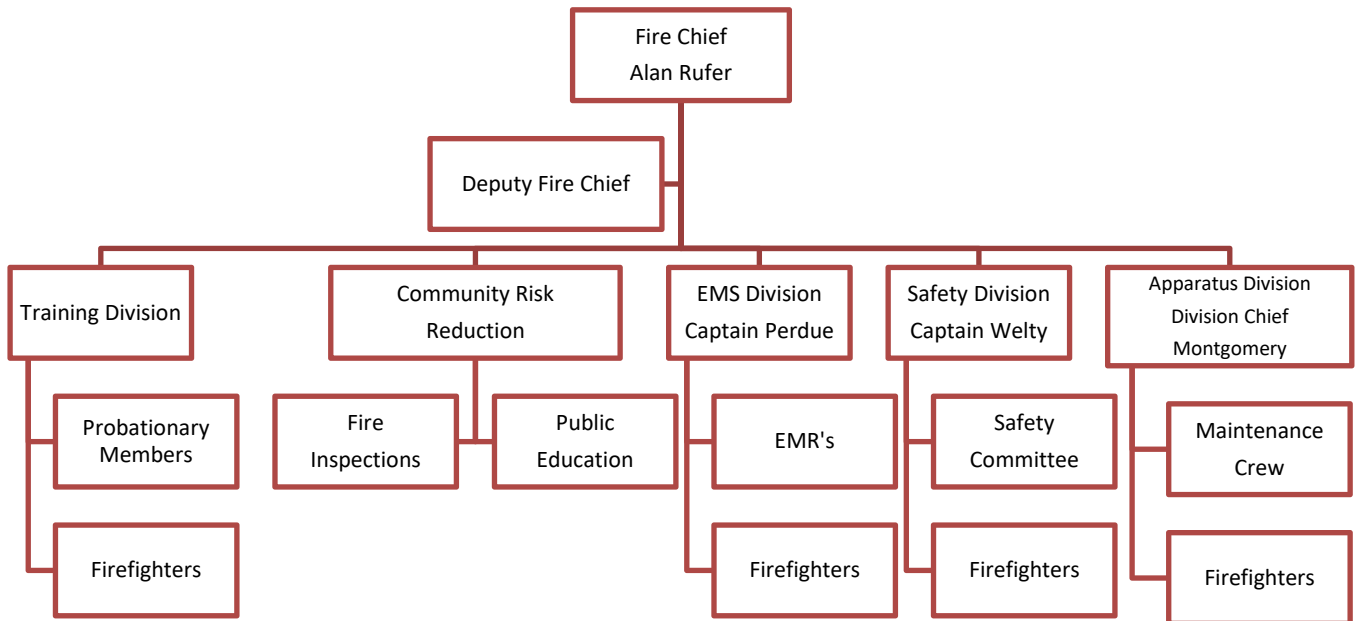 Fire Chief
Alan Rufer
Deputy Fire Chief
Training Division
Community Risk
Reduction
EMS Division
Captain Perdue
Safety Division
Captain Welty
Apparatus Division
Division Chief
Montgomery
Probationary
Members
Fire
Inspections
Public
Education
EMR's
Safety
Committee
Maintenance
Crew
Firefighters
Firefighters
Firefighters
Firefighters